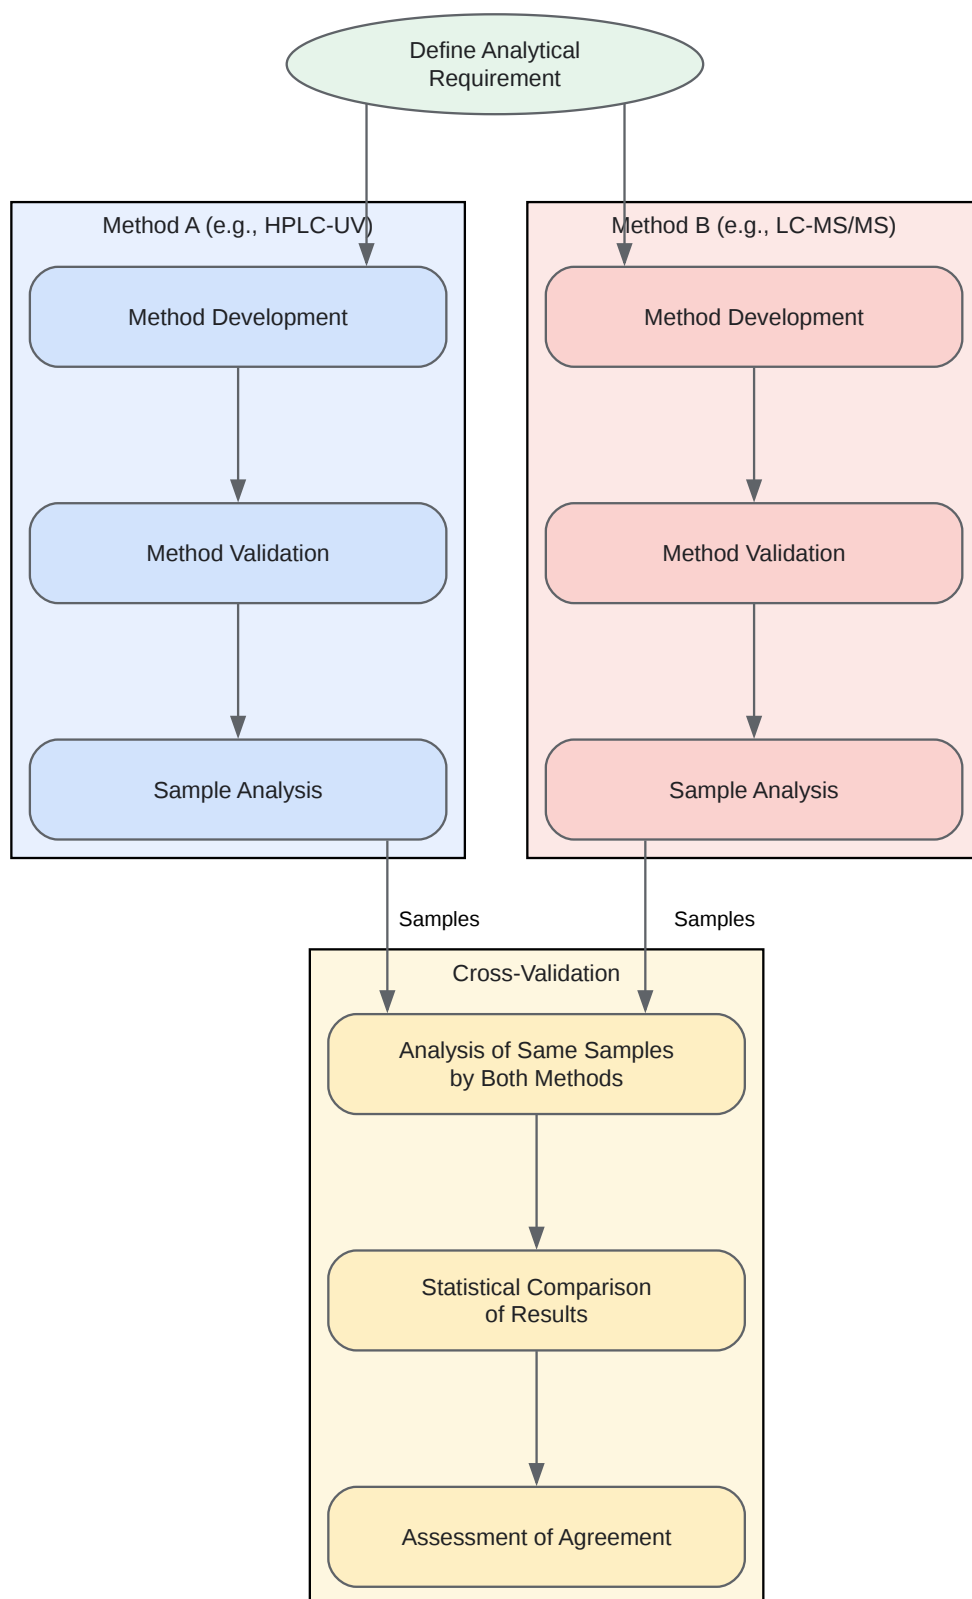 Define Analytical
Requirement
Method A (e.g., HPLC-UV)
Method B (e.g., LC-MS/MS)
Method Development
Method Development
Method Validation
Method Validation
Sample Analysis
Sample Analysis
Samples
Samples
Cross-Validation
Analysis of Same Samples
by Both Methods
Statistical Comparison
of Results
Assessment of Agreement